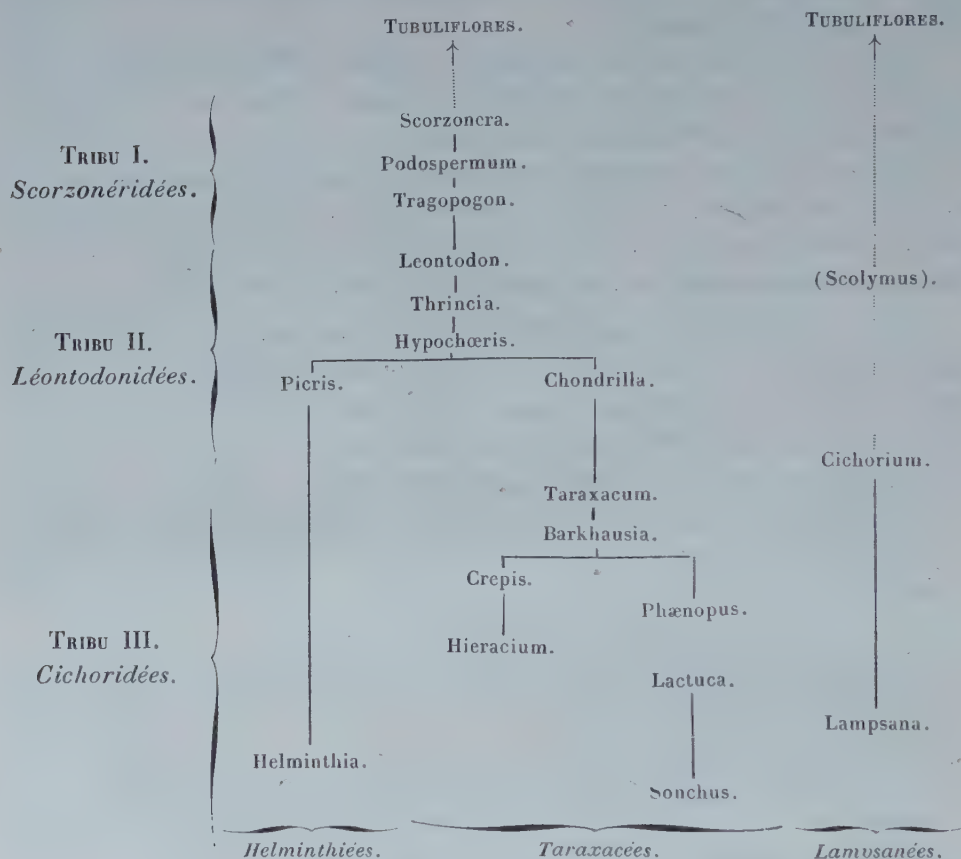 TUBULIFLORES.
TUBULIFLORES.
Scorzonera.
TRIBU I.
Podospermum.
Scorzonéridées.
Tragopogon.
Leontodon.
(Scolymus).
Thrincia.
TRIBU II.
Hypochœris.
Léontodonidées.
Picris.
Chondrilla.
Cichorium.
Taraxacum.
Barkhausia.
Crepis.
Phænopus.
TRIBU III.
Hieracium.
Cichoridées.
Lactuca.
Lampsana.
Helminthia.
Sonchus.
Helminthiées.
Taraxacées.
Lampsanées.